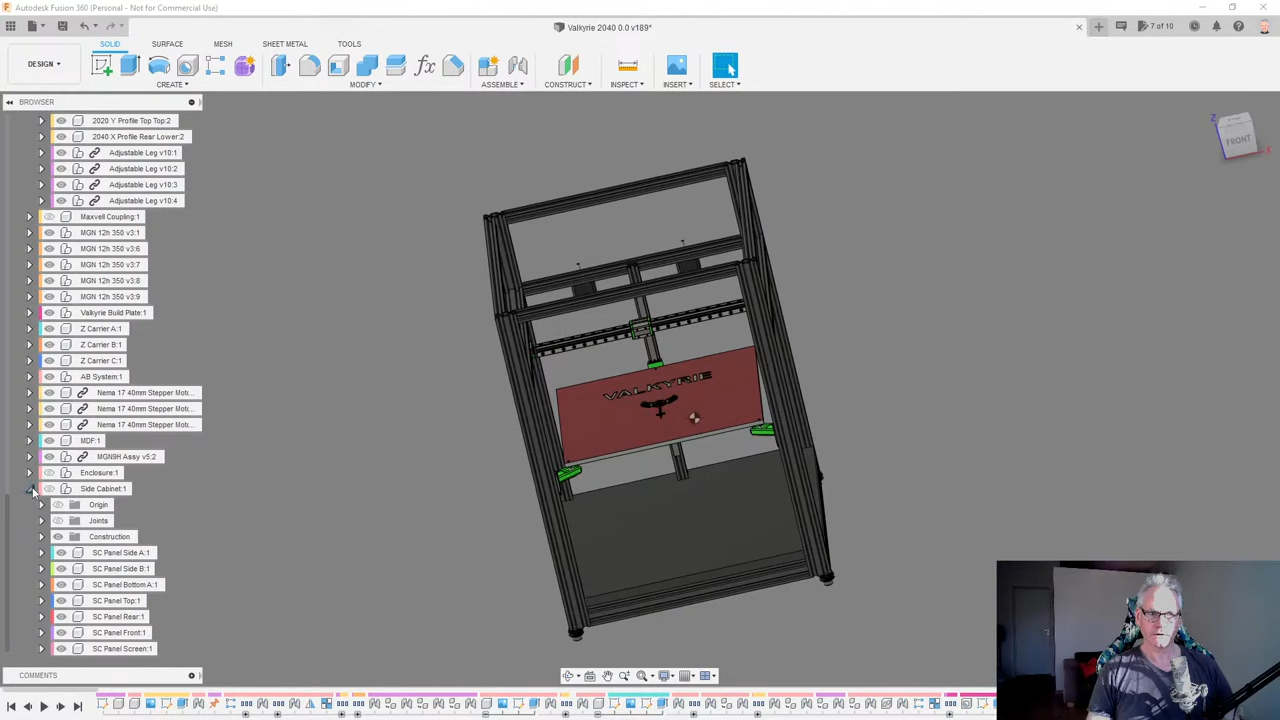 Autodesk Fusion 360 (Personal - Not for Commercial Use)
Valkyrie 2040 0.0 v189*
7 of 10
SOLID SURFACE MESH SHEET METAL TOOLS
DESIGN
CREATE MODIFY ASSEMBLE CONSTRUCT INSPECT INSERT SELECT
BROWSER
2020 Y Profile Top Top:2
2040 X Profile Rear Lower:2
Adjustable Leg v10:1
Adjustable Leg v10:2
Adjustable Leg v10:3
Adjustable Leg v10:4
Maxvell Coupling:1
MGN 12h 350 v3:1
MGN 12h 350 v3:6
MGN 12h 350 v3:7
MGN 12h 350 v3:8
MGN 12h 350 v3:9
Valkyrie Build Plate:1
Z Carrier A:1
Z Carrier B:1
Z Carrier C:1
AB System:1
Nema 17 40mm Stepper Moto...
Nema 17 40mm Stepper Moto...
Nema 17 40mm Stepper Moto...
MDF:1
MGN9H Assy v5:2
Enclosure:1
Side Cabinet:1
Origin
Joints
Construction
SC Panel Side A:1
SC Panel Side B:1
SC Panel Bottom A:1
SC Panel Top:1
SC Panel Rear:1
SC Panel Front:1
SC Panel Screen:1
COMMENTS
VALKYRIE
Z
FRONT
X